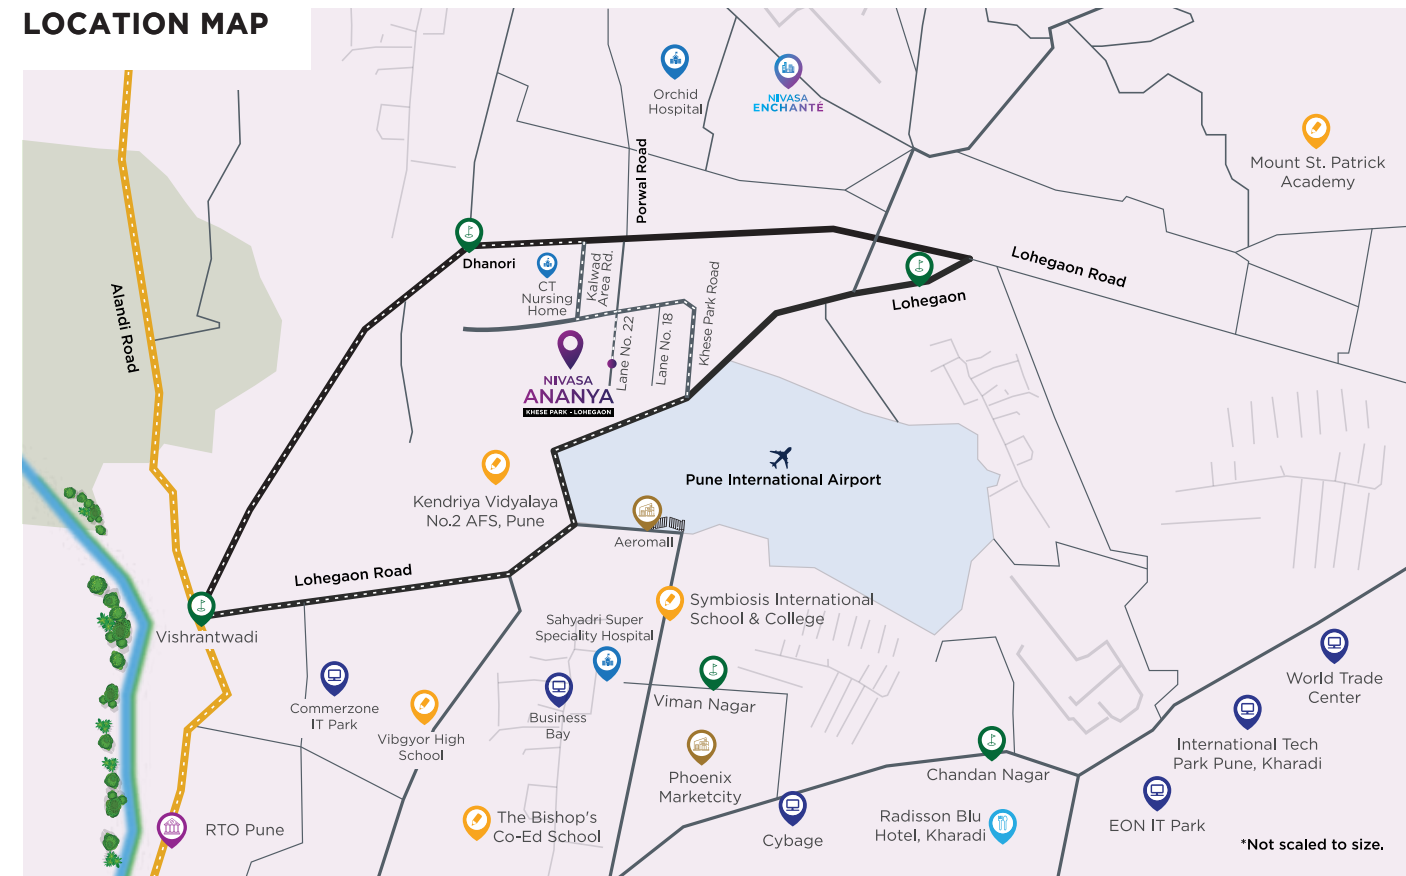 LOCATION MAP
Orchid
Hospital
NIVASA
ENCHANTÉ
Mount St. Patrick
Academy
Porwal Road
Dhanori
CT
Nursing
Home
Kalwad
Area Rd.
Khese Park Road
Lane No. 22
Lane No. 18
Lohegaon Road
Lohegaon
Alandi Road
NIVASA
ANANYA
KHESE PARK - LOHEGAON
Pune International Airport
Kendriya Vidyalaya
No.2 AFS, Pune
Aeromall
Lohegaon Road
Vishrantwadi
Symbiosis International
School & College
Sahyadri Super
Speciality Hospital
Commerzone
IT Park
Vibgyor High
School
Business
Bay
Viman Nagar
World Trade
Center
International Tech
Park Pune, Kharadi
Phoenix
Marketcity
Chandan Nagar
RTO Pune
The Bishop's
Co-Ed School
Cybage
Radisson Blu
Hotel, Kharadi
EON IT Park
*Not scaled to size.